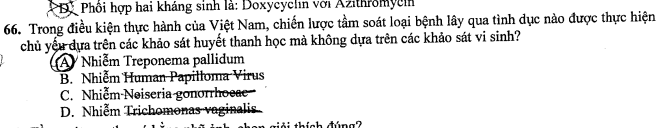 D. Phối hợp hai kháng sinh là: Doxycyclin với Azithromycin
66. Trong điều kiện thực hành của Việt Nam, chiến lược tầm soát loại bệnh lây qua tình dục nào được thực hiện
chủ yếu dựa trên các khảo sát huyết thanh học mà không dựa trên các khảo sát vi sinh?
A. Nhiễm Treponema pallidum
B. Nhiễm Human Papilloma Virus
C. Nhiễm Neiseria gonorrhoeae
D. Nhiễm Trichomonas vaginalis
chọn giải thích đúng?